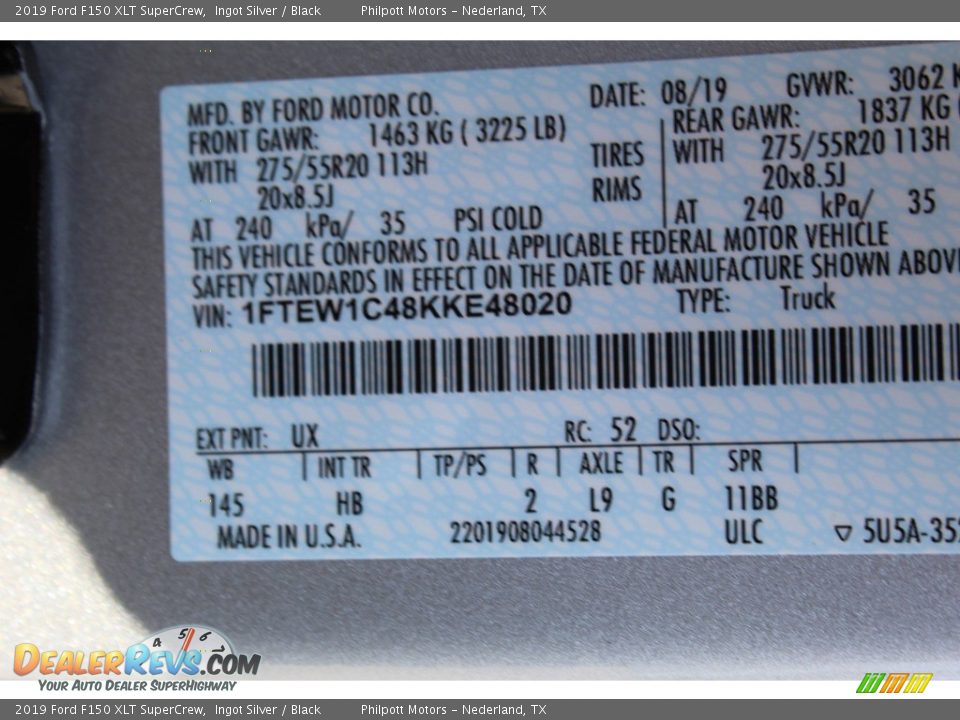 2019 Ford F150 XLT SuperCrew, Ingot Silver / Black Philpott Motors – Nederland, TX
MFD. BY FORD MOTOR CO. DATE: 08/19 GVWR: 3062 K
FRONT GAWR: 1463 KG ( 3225 LB) REAR GAWR: 1837 KG (
WITH 275/55R20 113H TIRES WITH 275/55R20 113H
20x8.5J RIMS 20x8.5J
AT 240 kPa/ 35 PSI COLD AT 240 kPa/ 35
THIS VEHICLE CONFORMS TO ALL APPLICABLE FEDERAL MOTOR VEHICLE
SAFETY STANDARDS IN EFFECT ON THE DATE OF MANUFACTURE SHOWN ABOVE
VIN: 1FTEW1C48KKE48020 TYPE: Truck
EXT PNT: UX RC: 52 DSO:
WB INT TR TP/PS R AXLE TR SPR
145 HB 2 L9 G 11BB
MADE IN U.S.A. 2201908044528 ULC ▽ 5U5A-352
4 5 6
DEALERREVS.COM
YOUR AUTO DEALER SUPERHIGHWAY
2019 Ford F150 XLT SuperCrew, Ingot Silver / Black Philpott Motors – Nederland, TX